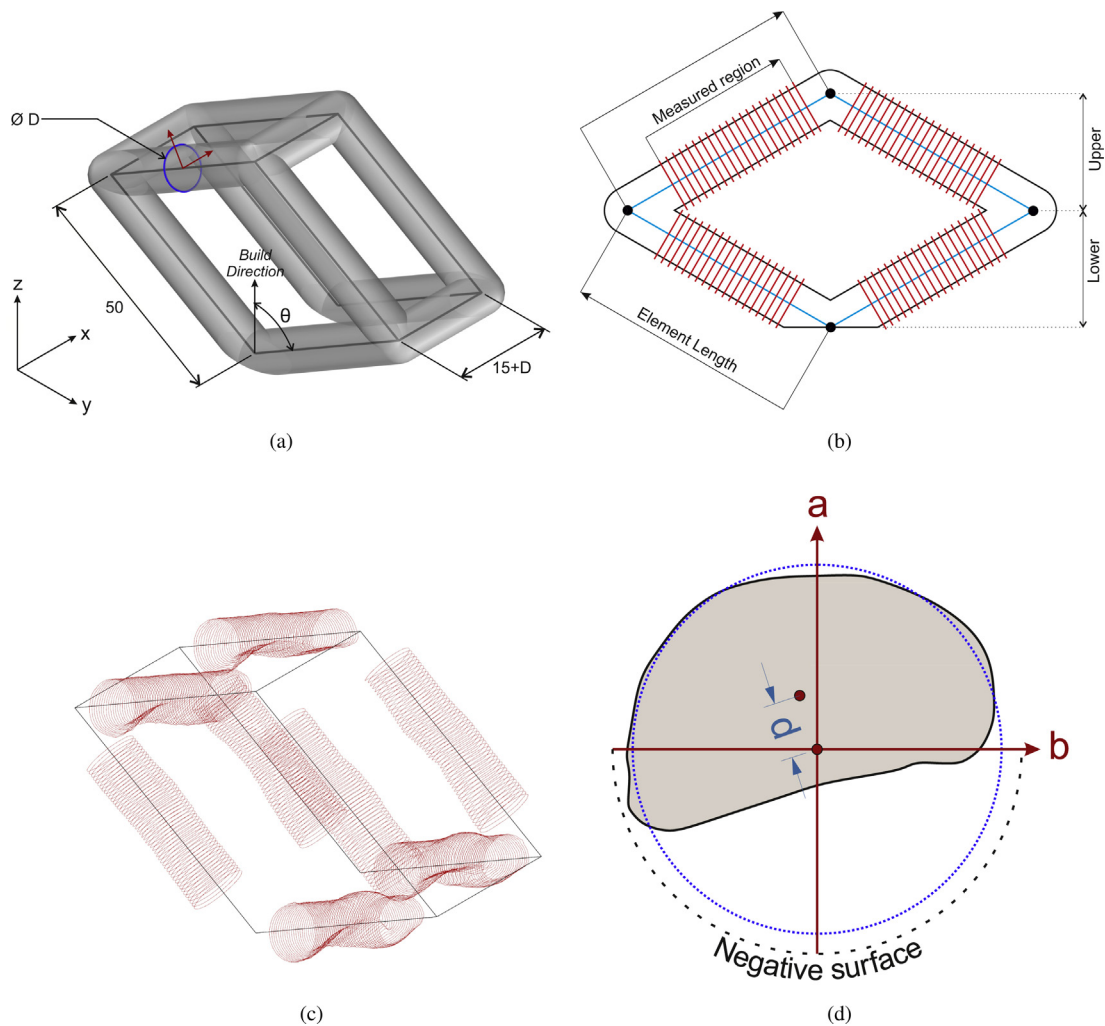 Ø D
Build
Direction
θ
50
15+D
z
x
y
(a)
Measured region
Element Length
Upper
Lower
(b)
(c)
a
b
d
Negative surface
(d)